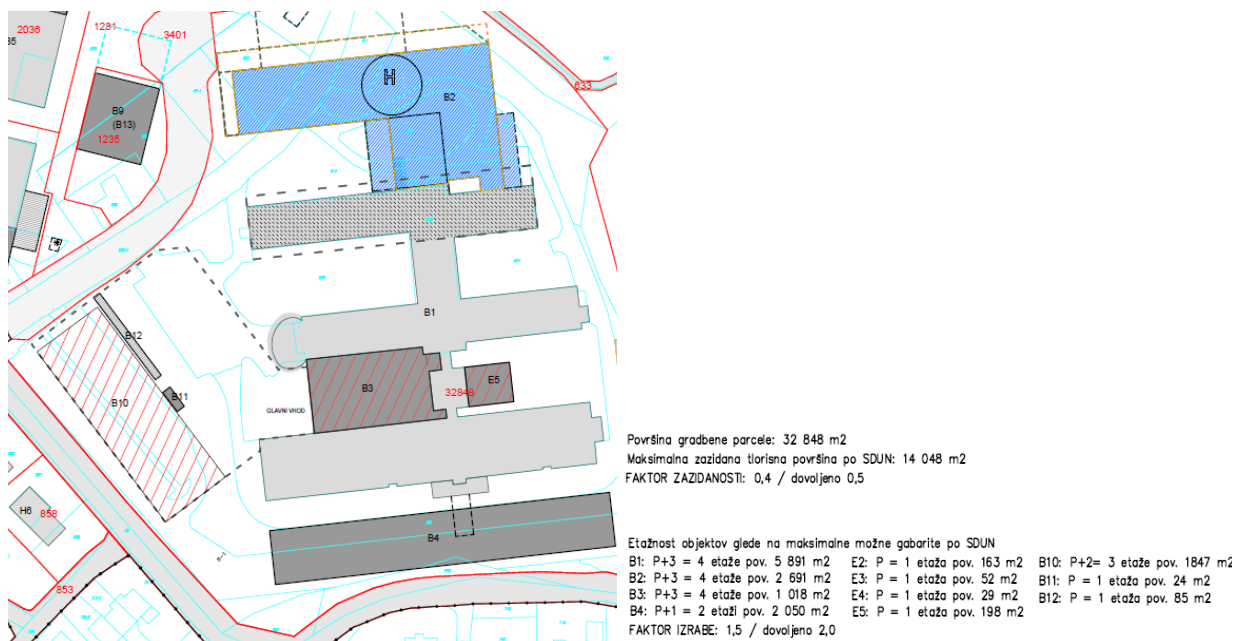 2036
1231
3401
B5
H
633
B2
B9
(B13)
1235
B1
B12
B11
B3
32848
E5
B10
GLAVNI VHOD
H6
858
B4
853
Površina gradbene parcele: 32 848 m2
Maksimalna zazidana tlorisna površina po SDUN: 14 048 m2
FAKTOR ZAZIDANOSTI: 0,4 / dovoljeno 0,5
Etažnost objektov glede na maksimalne možne gabarite po SDUN
B1: P+3 = 4 etaže pov. 5 891 m2 E2: P = 1 etaža pov. 163 m2 B10: P+2= 3 etaže pov. 1847 m2
B2: P+3 = 4 etaže pov. 2 691 m2 E3: P = 1 etaža pov. 52 m2 B11: P = 1 etaža pov. 24 m2
B3: P+3 = 4 etaže pov. 1 018 m2 E4: P = 1 etaža pov. 29 m2 B12: P = 1 etaža pov. 85 m2
B4: P+1 = 2 etaži pov. 2 050 m2 E5: P = 1 etaža pov. 198 m2
FAKTOR IZRABE: 1,5 / dovoljeno 2,0